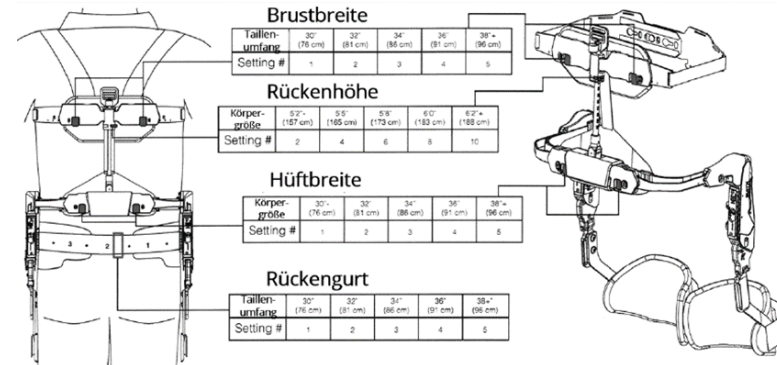 Brustbreite
Taillen-umfang 30" (76 cm) 32" (81 cm) 34" (86 cm) 36" (91 cm) 38"+ (96 cm)
Setting # 1 2 3 4 5
Rückenhöhe
Körper-größe 5'2"- (157 cm) 5'5" (165 cm) 5'8" (173 cm) 6'0" (183 cm) 6'2"+ (188 cm)
Setting # 2 4 6 8 10
Hüftbreite
Körper-größe 30"- (76 cm) 32" (81 cm) 34" (86 cm) 36" (91 cm) 38"+ (96 cm)
Setting # 1 2 3 4 5
3 2 1
Rückengurt
Taillen-umfang 30" (76 cm) 32" (81 cm) 34" (86 cm) 36" (91 cm) 38+" (96 cm)
Setting # 1 2 3 4 5